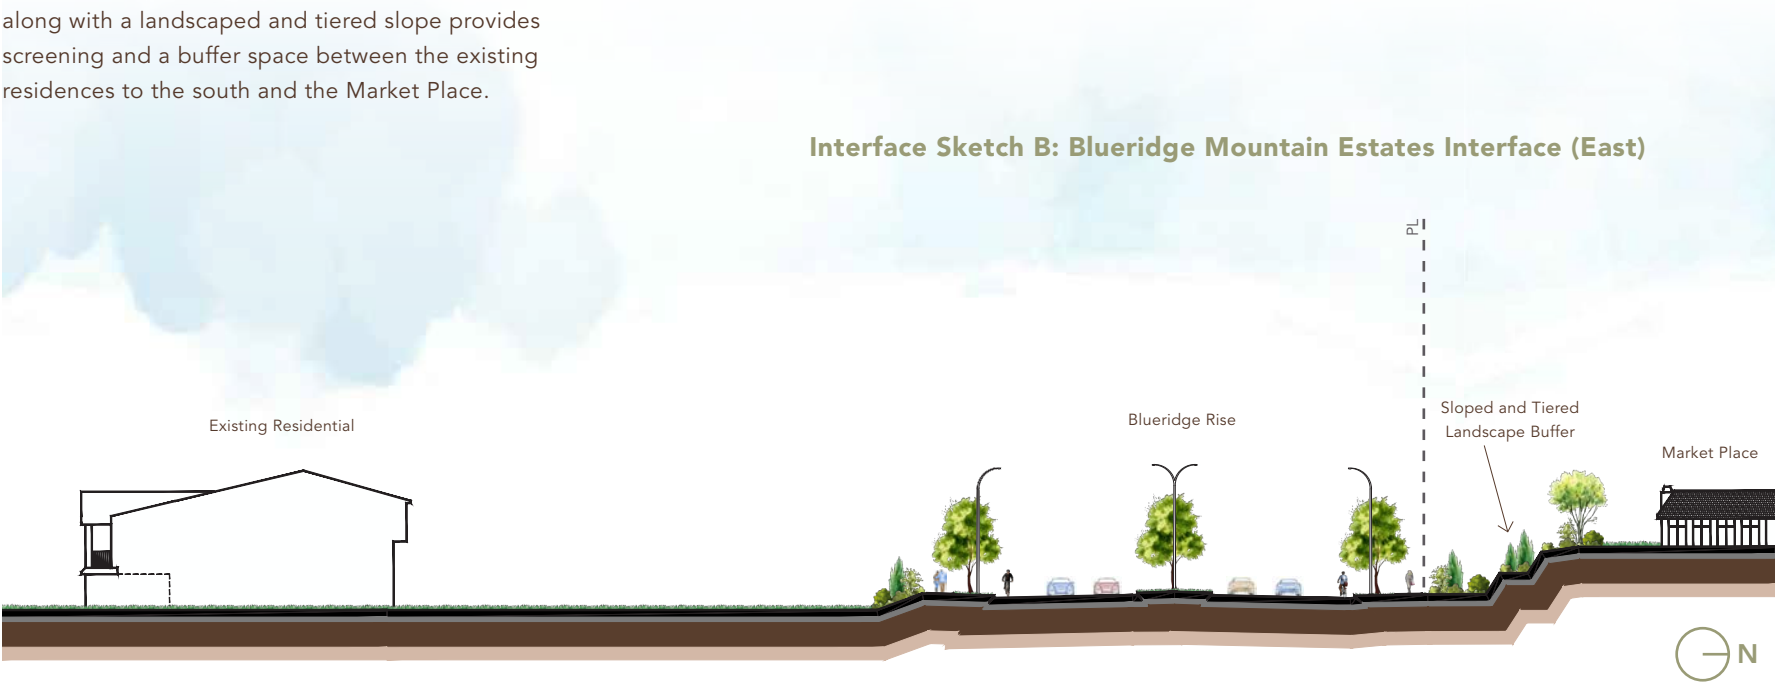 along with a landscaped and tiered slope provides
screening and a buffer space between the existing
residences to the south and the Market Place.
Interface Sketch B: Blueridge Mountain Estates Interface (East)
PL
Existing Residential
Blueridge Rise
Sloped and Tiered
Landscape Buffer
Market Place
N